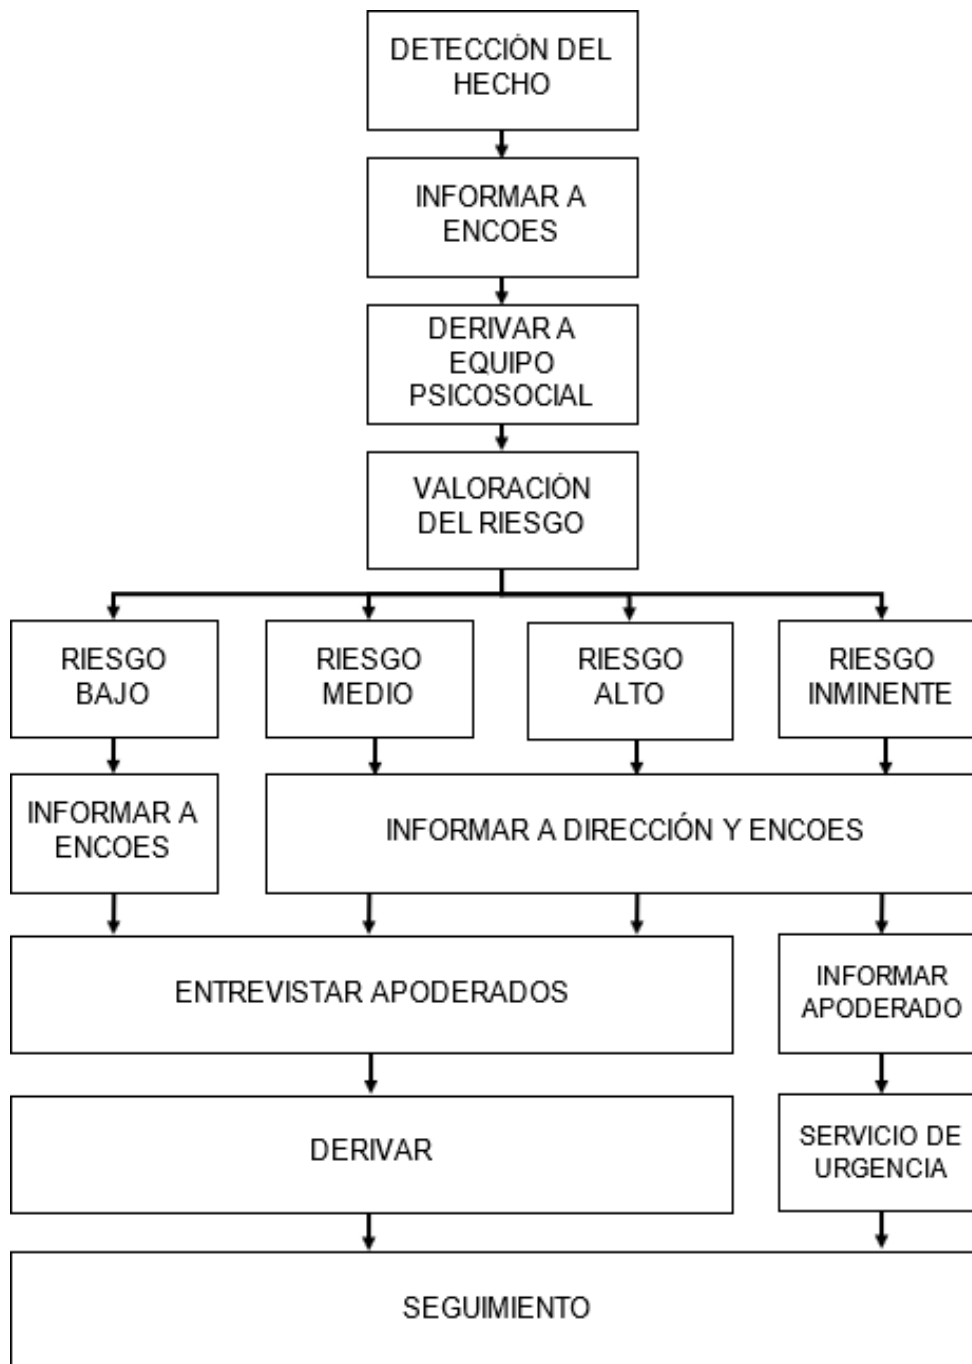 DETECCIÓN DEL
HECHO
INFORMAR A
ENCOES
DERIVAR A
EQUIPO
PSICOSOCIAL
VALORACIÓN
DEL RIESGO
RIESGO
BAJO
RIESGO
MEDIO
RIESGO
ALTO
RIESGO
INMINENTE
INFORMAR A
ENCOES
INFORMAR A DIRECCIÓN Y ENCOES
ENTREVISTAR APODERADOS
INFORMAR
APODERADO
DERIVAR
SERVICIO DE
URGENCIA
SEGUIMIENTO